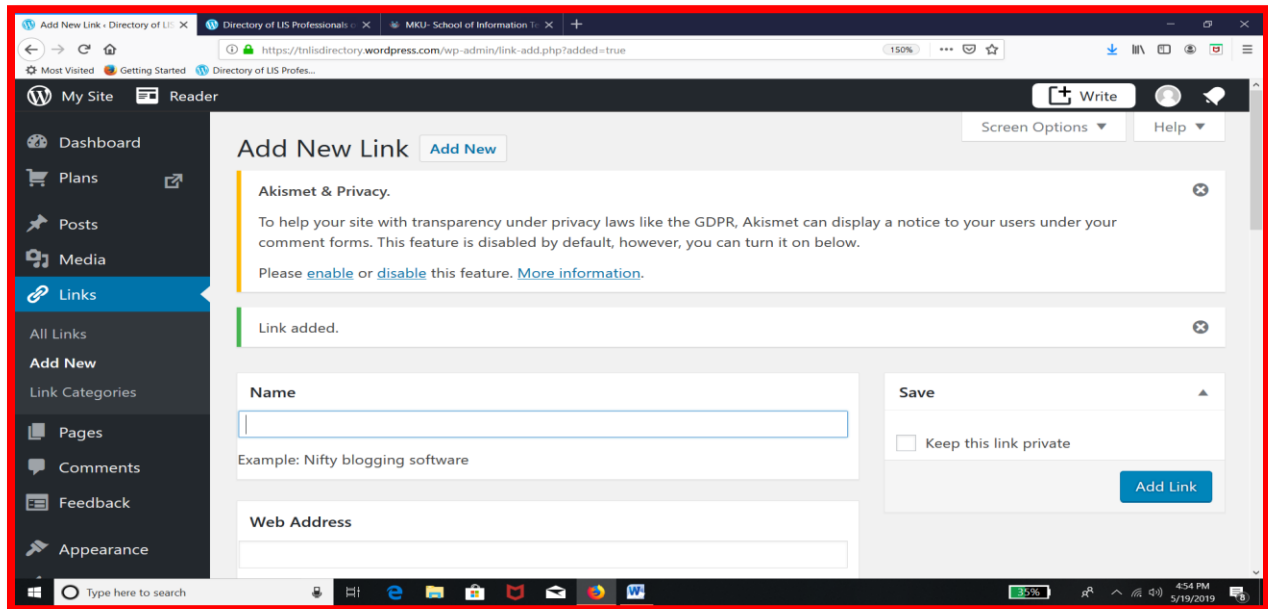 Add New Link ‹ Directory of LIS
Directory of LIS Professionals
MKU- School of Information Te
https://tnlisdirectory.wordpress.com/wp-admin/link-add.php?added=true
150%
Most Visited
Getting Started
Directory of LIS Profes...
My Site
Reader
Write
Screen Options
Help
Dashboard
Plans
Posts
Media
Links
All Links
Add New
Link Categories
Pages
Comments
Feedback
Appearance
Add New Link
Add New
Akismet & Privacy.
To help your site with transparency under privacy laws like the GDPR, Akismet can display a notice to your users under your
comment forms. This feature is disabled by default, however, you can turn it on below.
Please enable or disable this feature. More information.
Link added.
Name
Example: Nifty blogging software
Web Address
Save
Keep this link private
Add Link
Type here to search
35%
4:54 PM
5/19/2019
8